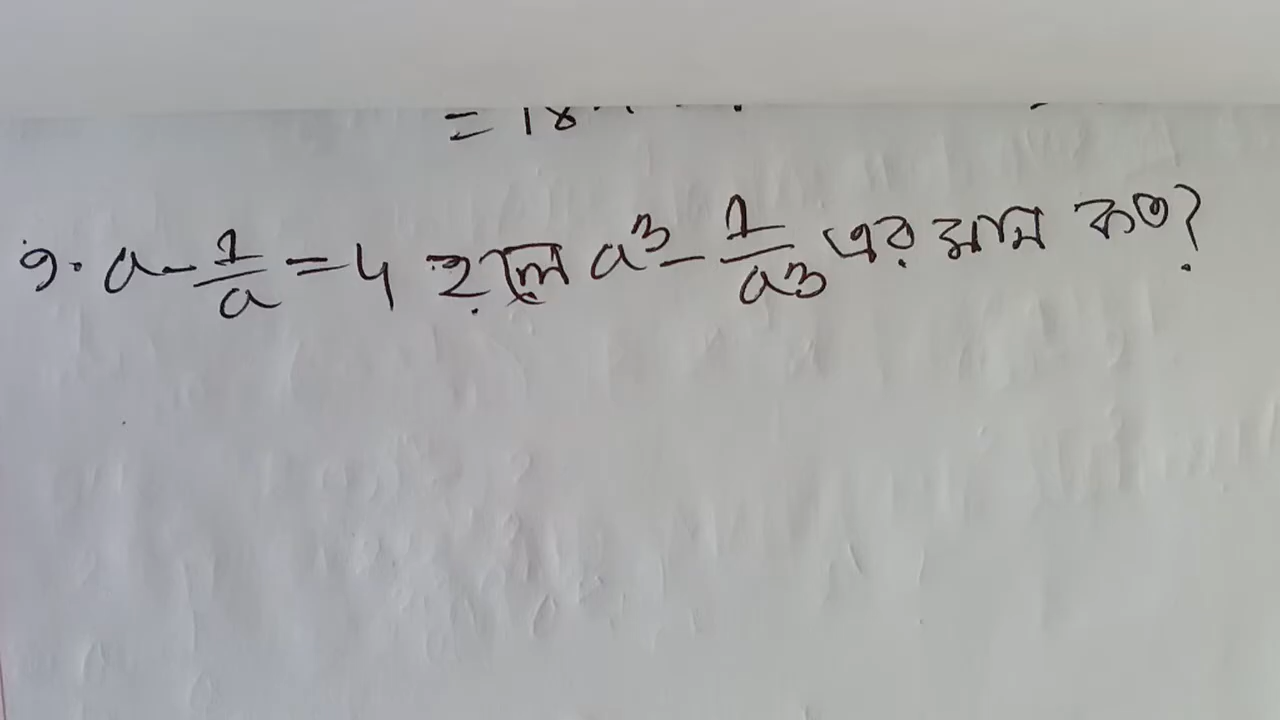 = 18
9. a - 1/a = 4 হলে a³ - 1/a³ এর মান কত?